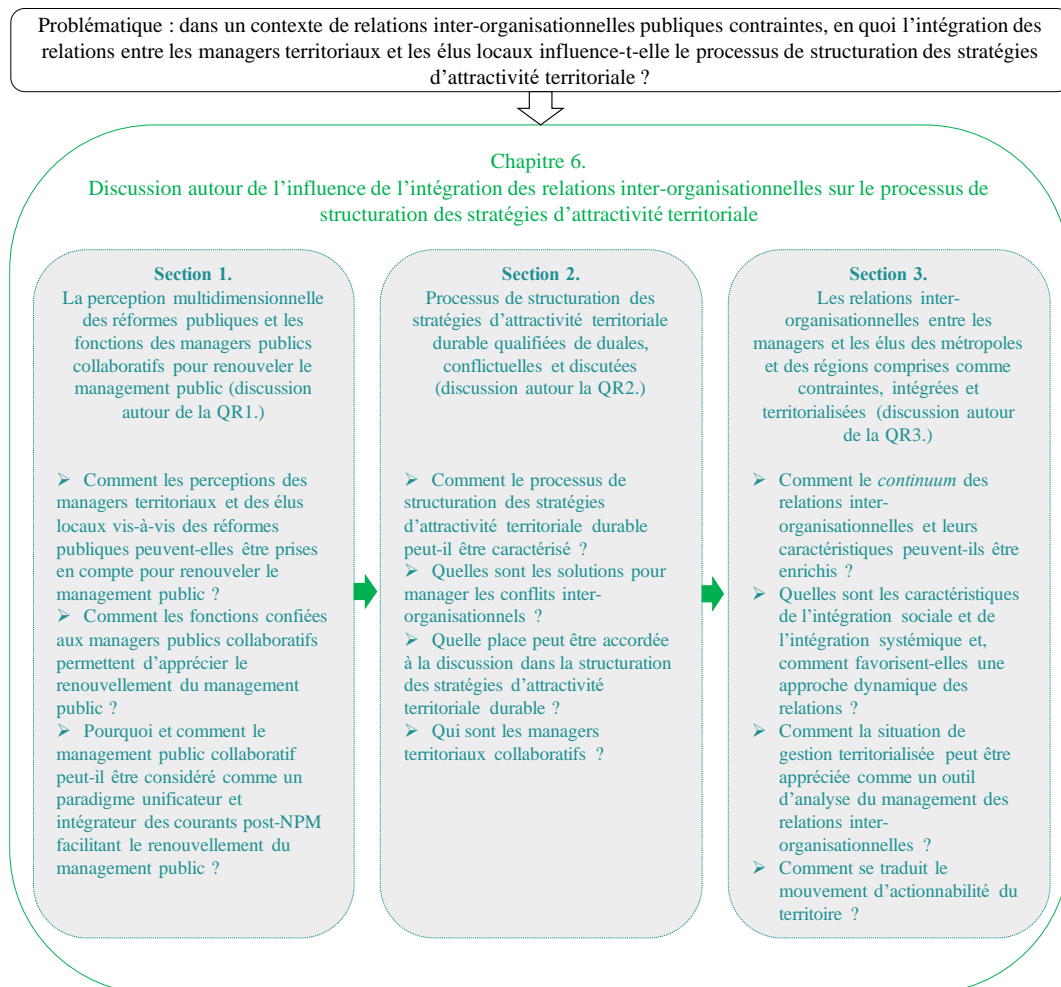 Problématique : dans un contexte de relations inter-organisationnelles publiques contraintes, en quoi l’intégration des
relations entre les managers territoriaux et les élus locaux influence-t-elle le processus de structuration des stratégies
d’attractivité territoriale ?
Chapitre 6.
Discussion autour de l’influence de l’intégration des relations inter-organisationnelles sur le processus de
structuration des stratégies d’attractivité territoriale
Section 1.
La perception multidimensionnelle
des réformes publiques et les
fonctions des managers publics
collaboratifs pour renouveler le
management public (discussion
autour de la QR1.)
➢ Comment les perceptions des
managers territoriaux et des élus
locaux vis-à-vis des réformes
publiques peuvent-elles être prises
en compte pour renouveler le
management public ?
➢ Comment les fonctions confiées
aux managers publics collaboratifs
permettent d’apprécier le
renouvellement du management
public ?
➢ Pourquoi et comment le
management public collaboratif
peut-il être considéré comme un
paradigme unificateur et
intégrateur des courants post-NPM
facilitant le renouvellement du
management public ?
Section 2.
Processus de structuration des
stratégies d’attractivité territoriale
durable qualifiées de duales,
conflictuelles et discutées
(discussion autour la QR2.)
➢ Comment le processus de
structuration des stratégies
d’attractivité territoriale durable
peut-il être caractérisé ?
➢ Quelles sont les solutions pour
manager les conflits inter-
organisationnels ?
➢ Quelle place peut être accordée
à la discussion dans la structuration
des stratégies d’attractivité
territoriale durable ?
➢ Qui sont les managers
territoriaux collaboratifs ?
Section 3.
Les relations inter-
organisationnelles entre les
managers et les élus des métropoles
et des régions comprises comme
contraintes, intégrées et
territorialisées (discussion autour
de la QR3.)
➢ Comment le continuum des
relations inter-
organisationnelles et leurs
caractéristiques peuvent-ils être
enrichis ?
➢ Quelles sont les caractéristiques
de l’intégration sociale et de
l’intégration systémique et,
comment favorisent-elles une
approche dynamique des
relations ?
➢ Comment la situation de
gestion territorialisée peut être
appréciée comme un outil
d’analyse du management des
relations inter-
organisationnelles ?
➢ Comment se traduit le
mouvement d’actionnabilité du
territoire ?